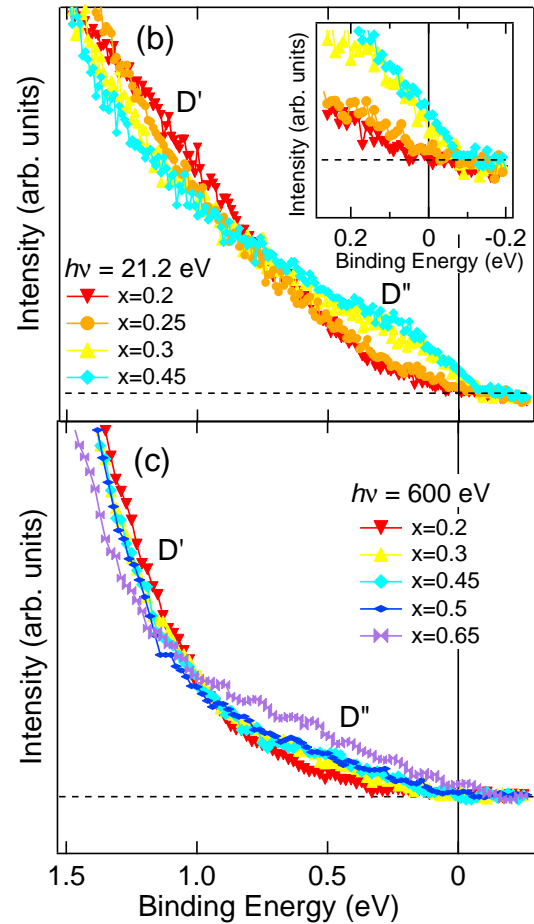 (b)
D'
D"
Intensity (arb. units)
hν = 21.2 eV
x=0.2
x=0.25
x=0.3
x=0.45
Intensity (arb. units)
0.2 0 -0.2
Binding Energy (eV)
(c)
D'
D"
Intensity (arb. units)
hν = 600 eV
x=0.2
x=0.3
x=0.45
x=0.5
x=0.65
1.5 1.0 0.5 0
Binding Energy (eV)